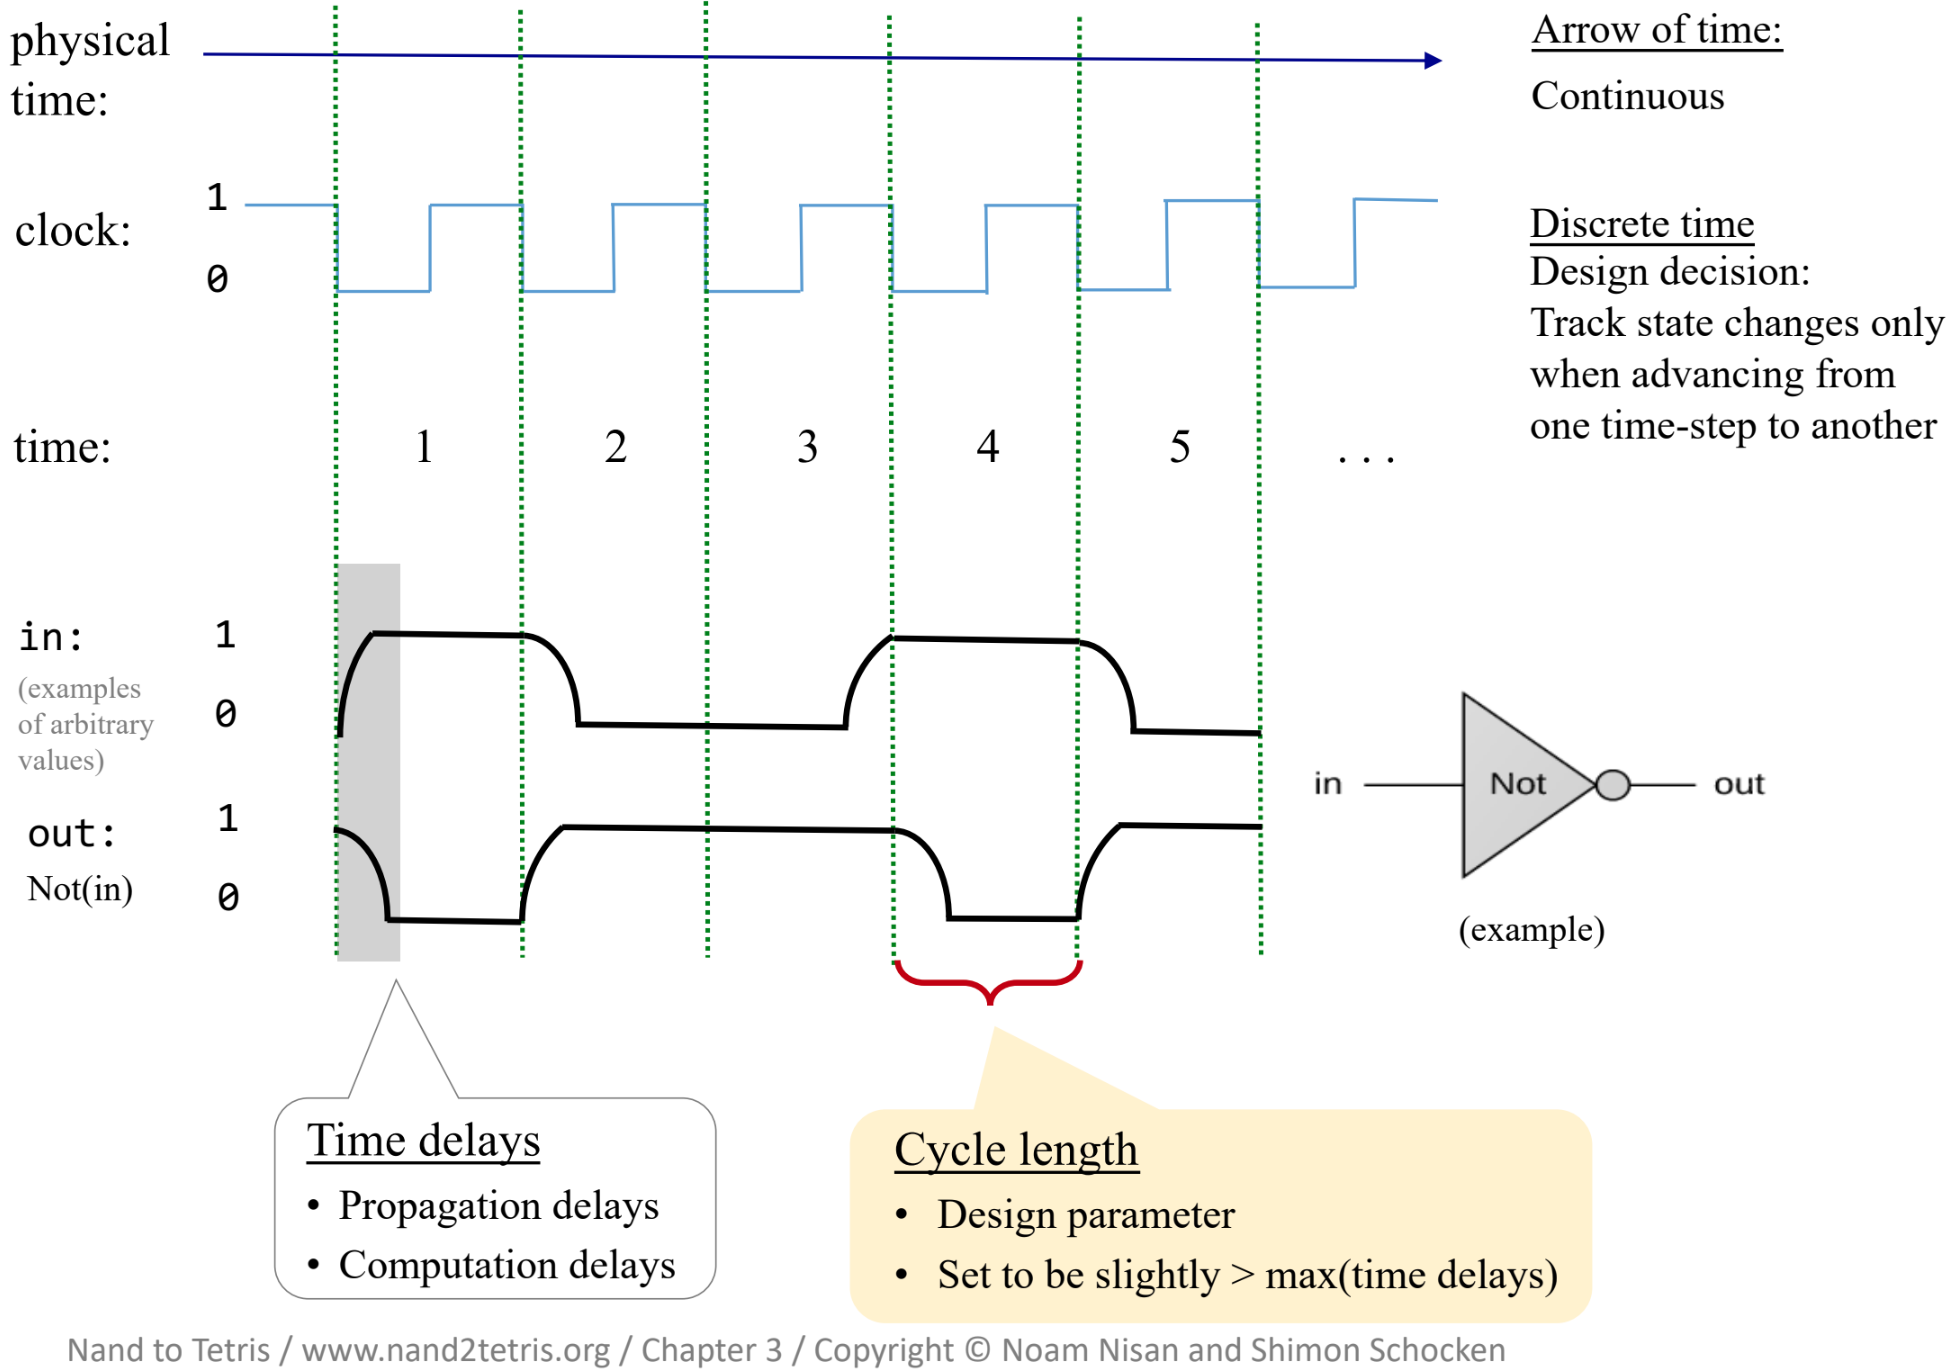 physical
time:
Arrow of time:
Continuous
clock:
1
0
Discrete time
Design decision:
Track state changes only
when advancing from
one time-step to another
time:
1 2 3 4 5 . . .
in:
(examples
of arbitrary
values)
1
0
out:
Not(in)
1
0
in Not out
(example)
Time delays
• Propagation delays
• Computation delays
Cycle length
• Design parameter
• Set to be slightly > max(time delays)
Nand to Tetris / www.nand2tetris.org / Chapter 3 / Copyright © Noam Nisan and Shimon Schocken